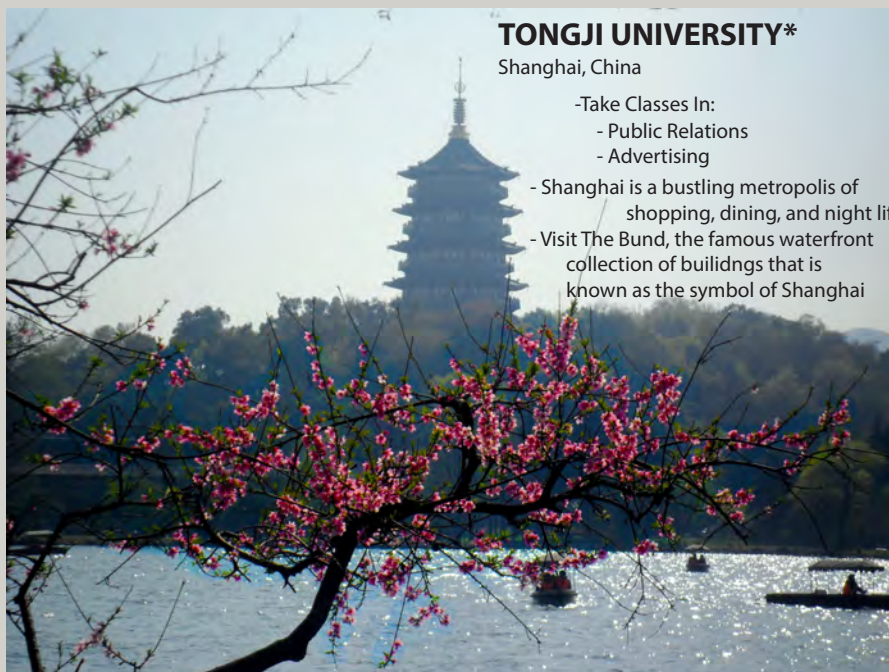 TONGJI UNIVERSITY*
Shanghai, China
-Take Classes In:
- Public Relations
- Advertising
- Shanghai is a bustling metropolis of
shopping, dining, and night lif
- Visit The Bund, the famous waterfront
collection of builidngs that is
known as the symbol of Shanghai